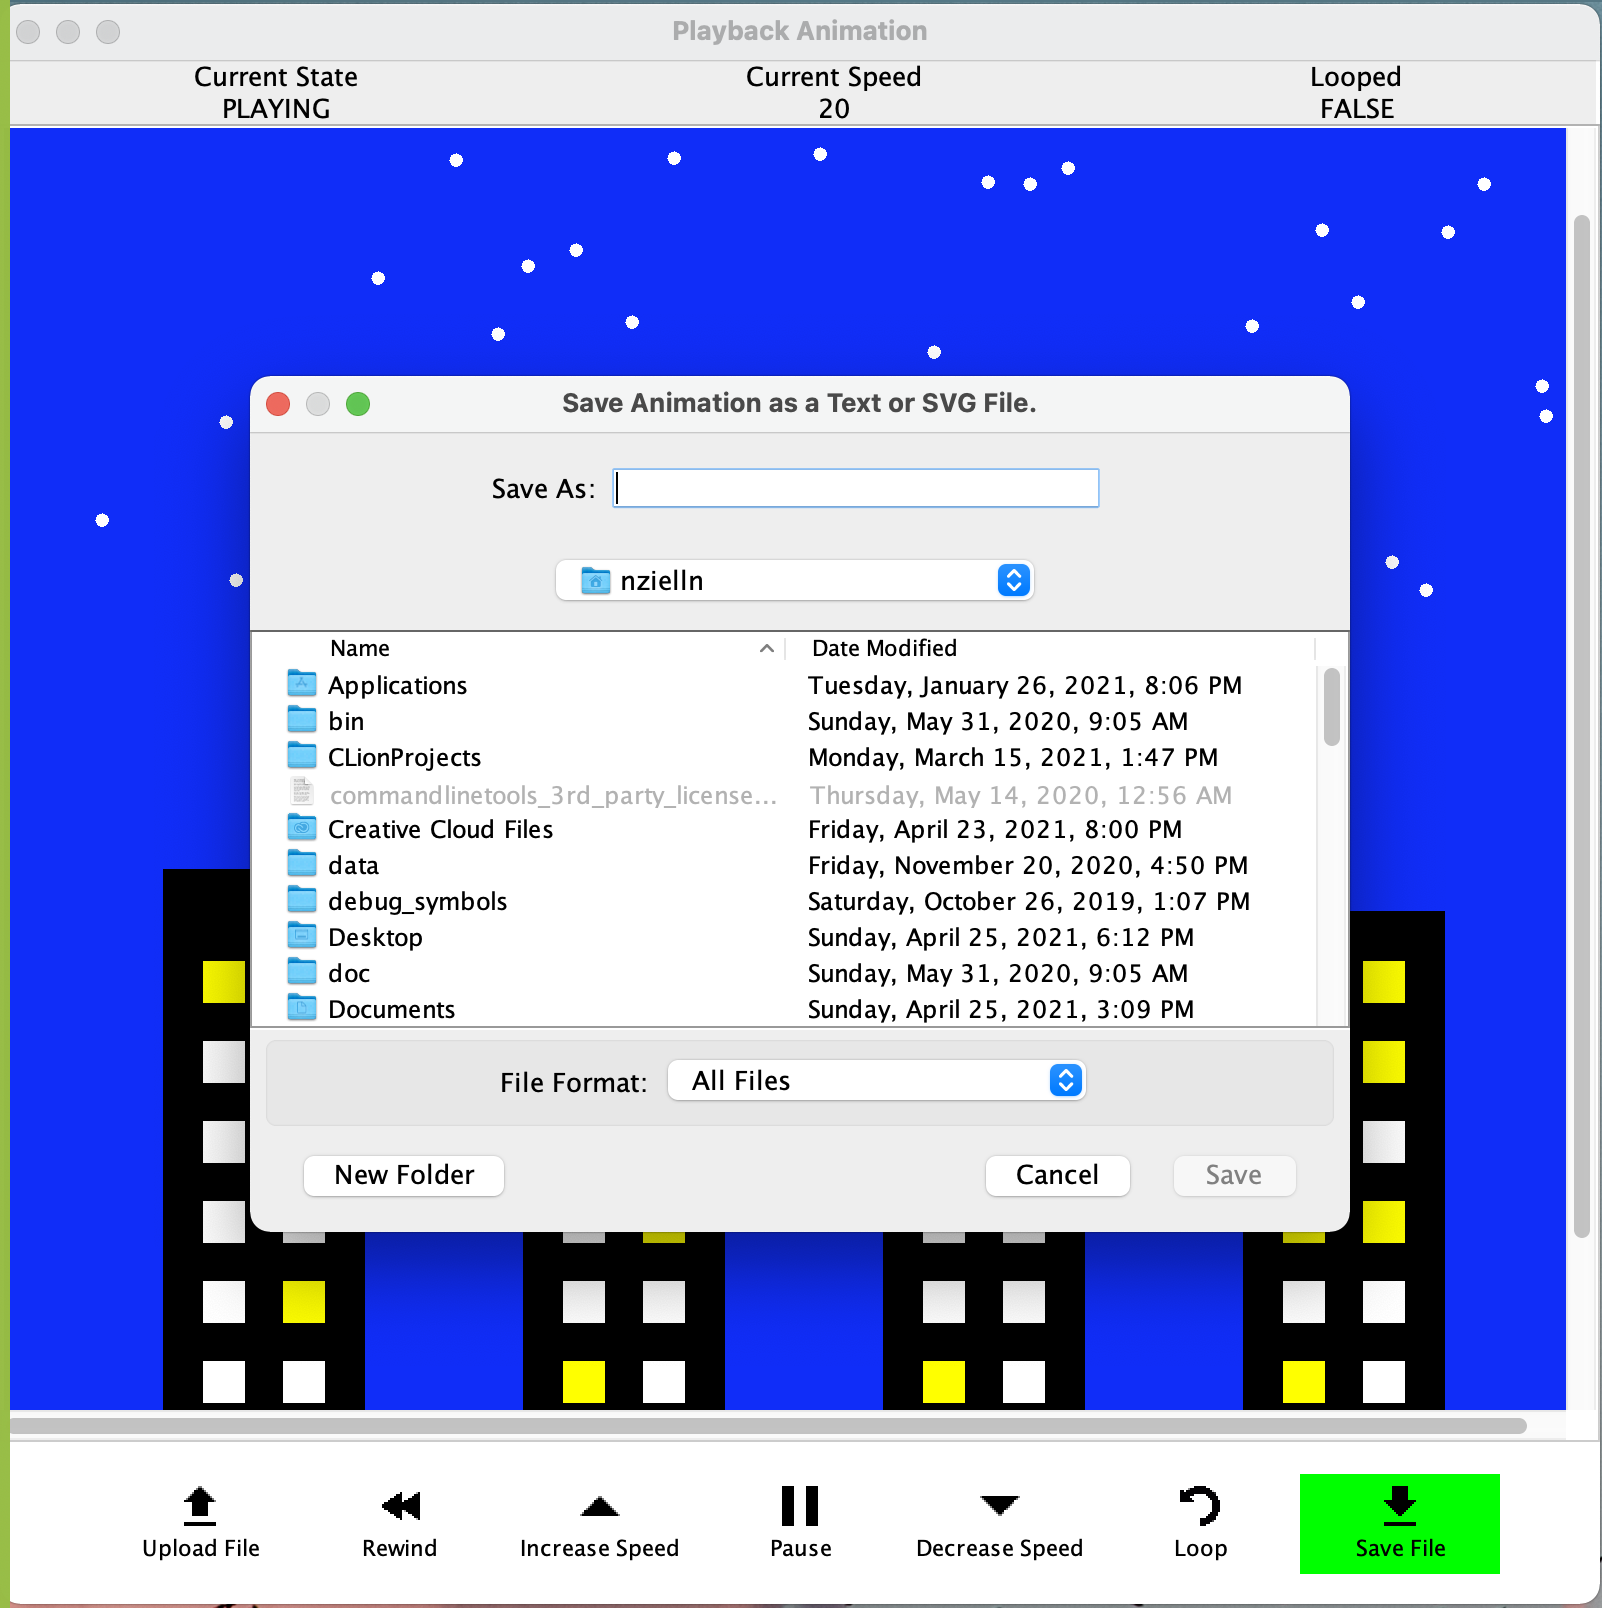 Playback Animation
Current State Current Speed Looped
PLAYING 20 FALSE
Save Animation as a Text or SVG File.
Save As:
nzielln
Name Date Modified
Applications Tuesday, January 26, 2021, 8:06 PM
bin Sunday, May 31, 2020, 9:05 AM
CLionProjects Monday, March 15, 2021, 1:47 PM
commandlinetools_3rd_party_license... Thursday, May 14, 2020, 12:56 AM
Creative Cloud Files Friday, April 23, 2021, 8:00 PM
data Friday, November 20, 2020, 4:50 PM
debug_symbols Saturday, October 26, 2019, 1:07 PM
Desktop Sunday, April 25, 2021, 6:12 PM
doc Sunday, May 31, 2020, 9:05 AM
Documents Sunday, April 25, 2021, 3:09 PM
File Format: All Files
New Folder Cancel Save
Upload File Rewind Increase Speed Pause Decrease Speed Loop Save File